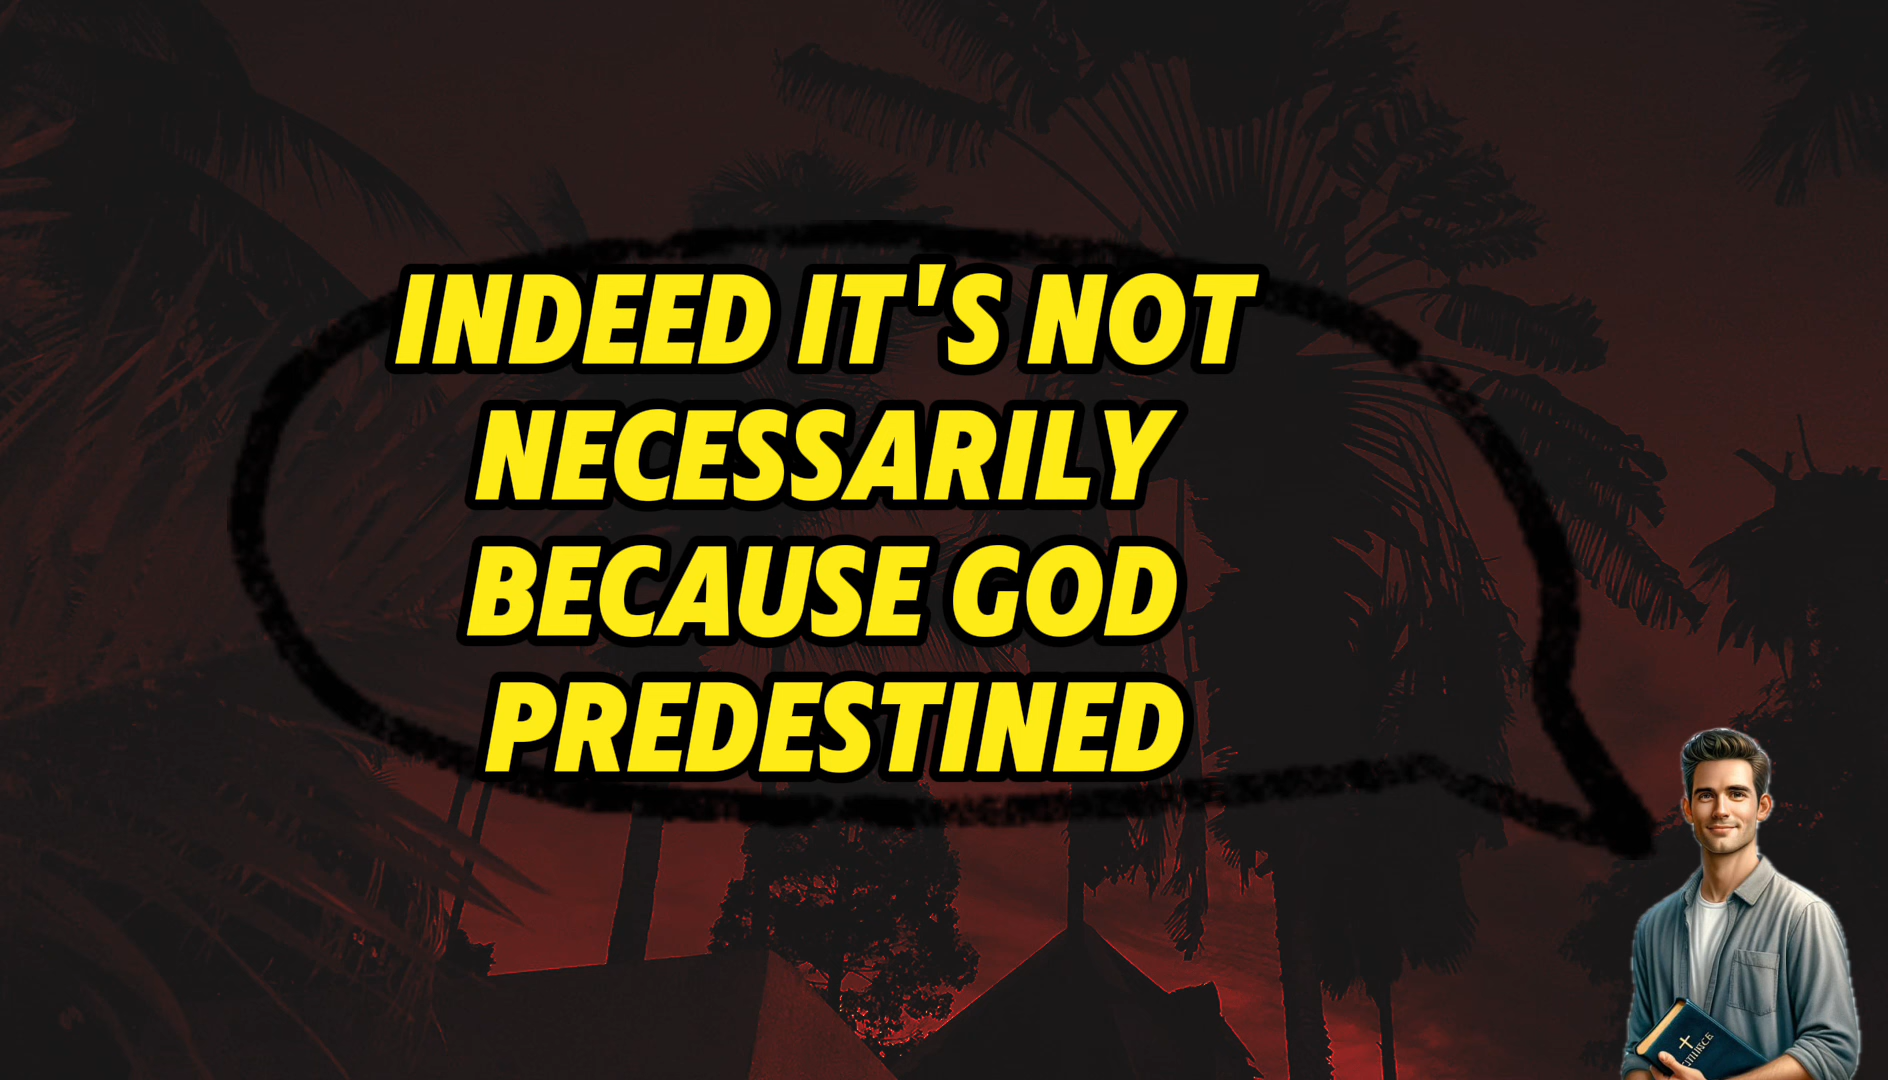 INDEED IT'S NOT
NECESSARILY
BECAUSE GOD
PREDESTINED